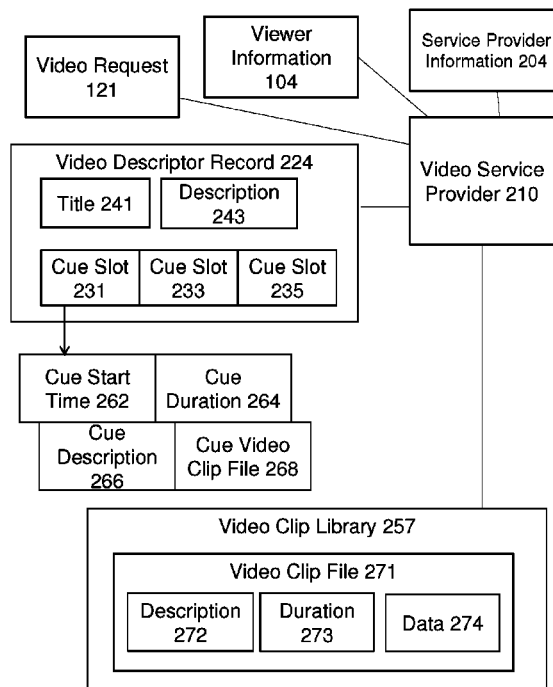 Video Request
121
Viewer
Information
104
Service Provider
Information 204
Video Service
Provider 210
Video Descriptor Record 224
Title 241
Description
243
Cue Slot
231
Cue Slot
233
Cue Slot
235
Cue Start
Time 262
Cue
Duration 264
Cue
Description
266
Cue Video
Clip File 268
Video Clip Library 257
Video Clip File 271
Description
272
Duration
273
Data 274